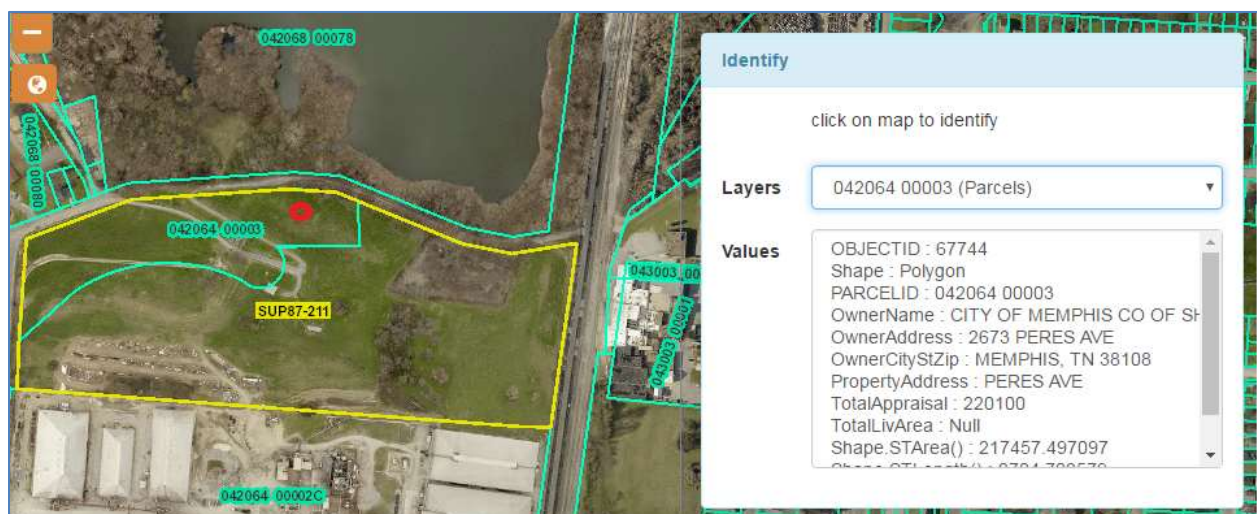 042068 00078
042068 00080
042064 00003
SUP87-211
042064 00002C
043003 00
043003 00001
Identify
click on map to identify
Layers
042064 00003 (Parcels)
Values
OBJECTID : 67744
Shape : Polygon
PARCELID : 042064 00003
OwnerName : CITY OF MEMPHIS CO OF SH
OwnerAddress : 2673 PERES AVE
OwnerCityStZip : MEMPHIS, TN 38108
PropertyAddress : PERES AVE
TotalAppraisal : 220100
TotalLivArea : Null
Shape.STArea() : 217457.497097